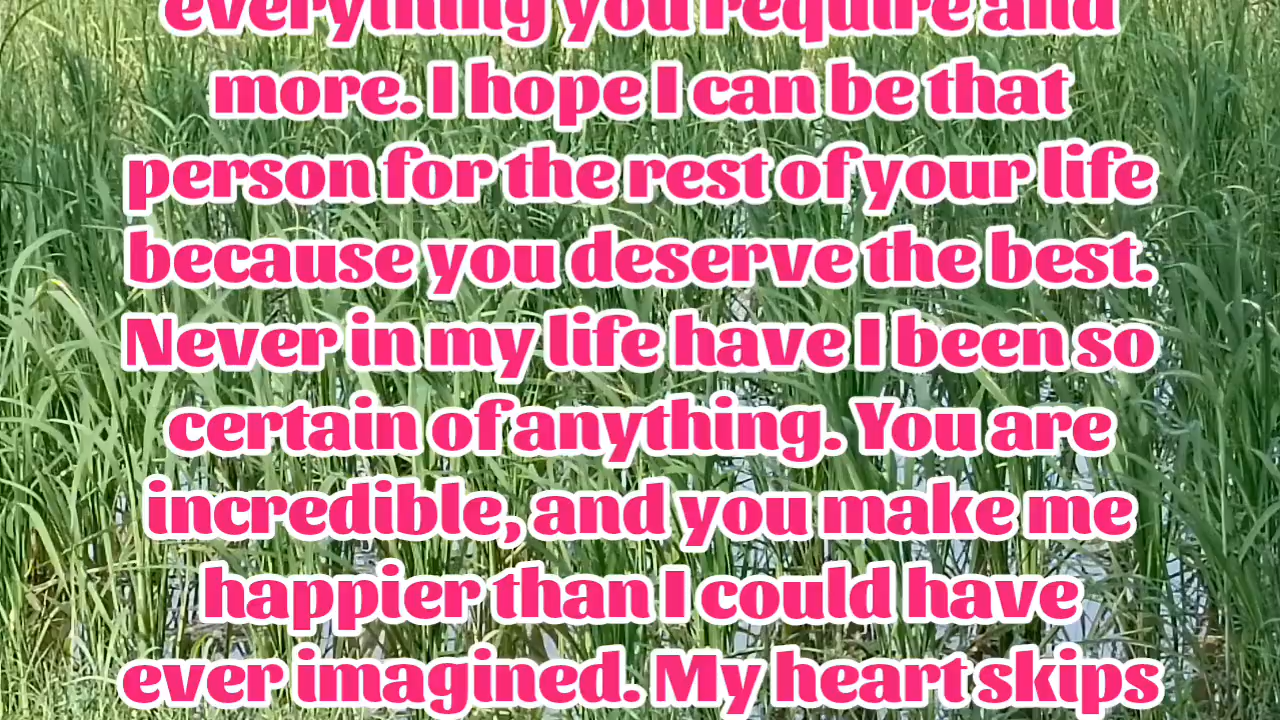 everything you require and
more. I hope I can be that
person for the rest of your life
because you deserve the best.
Never in my life have I been so
certain of anything. You are
incredible, and you make me
happier than I could have
ever imagined. My heart skips